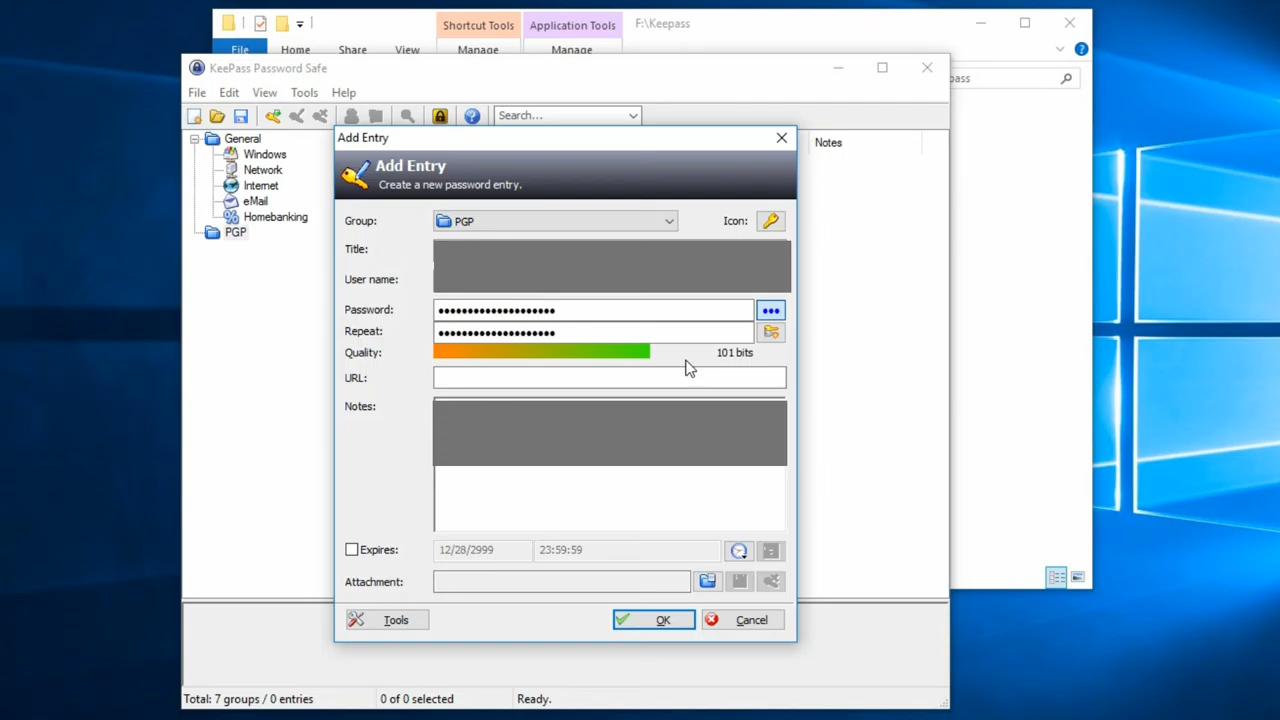 Shortcut Tools Application Tools F:\Keepass
File Home Share View Manage Manage
KeePass Password Safe
pass
File Edit View Tools Help
Search...
Add Entry
General
Windows
Network
Internet
eMail
Homebanking
PGP
Notes
Add Entry
Create a new password entry.
Group: PGP Icon:
Title:
User name:
Password: ••••••••••••••••••••
Repeat: ••••••••••••••••••••
Quality: 101 bits
URL:
Notes:
Expires: 12/28/2999 23:59:59
Attachment:
Tools OK Cancel
Total: 7 groups / 0 entries 0 of 0 selected Ready.